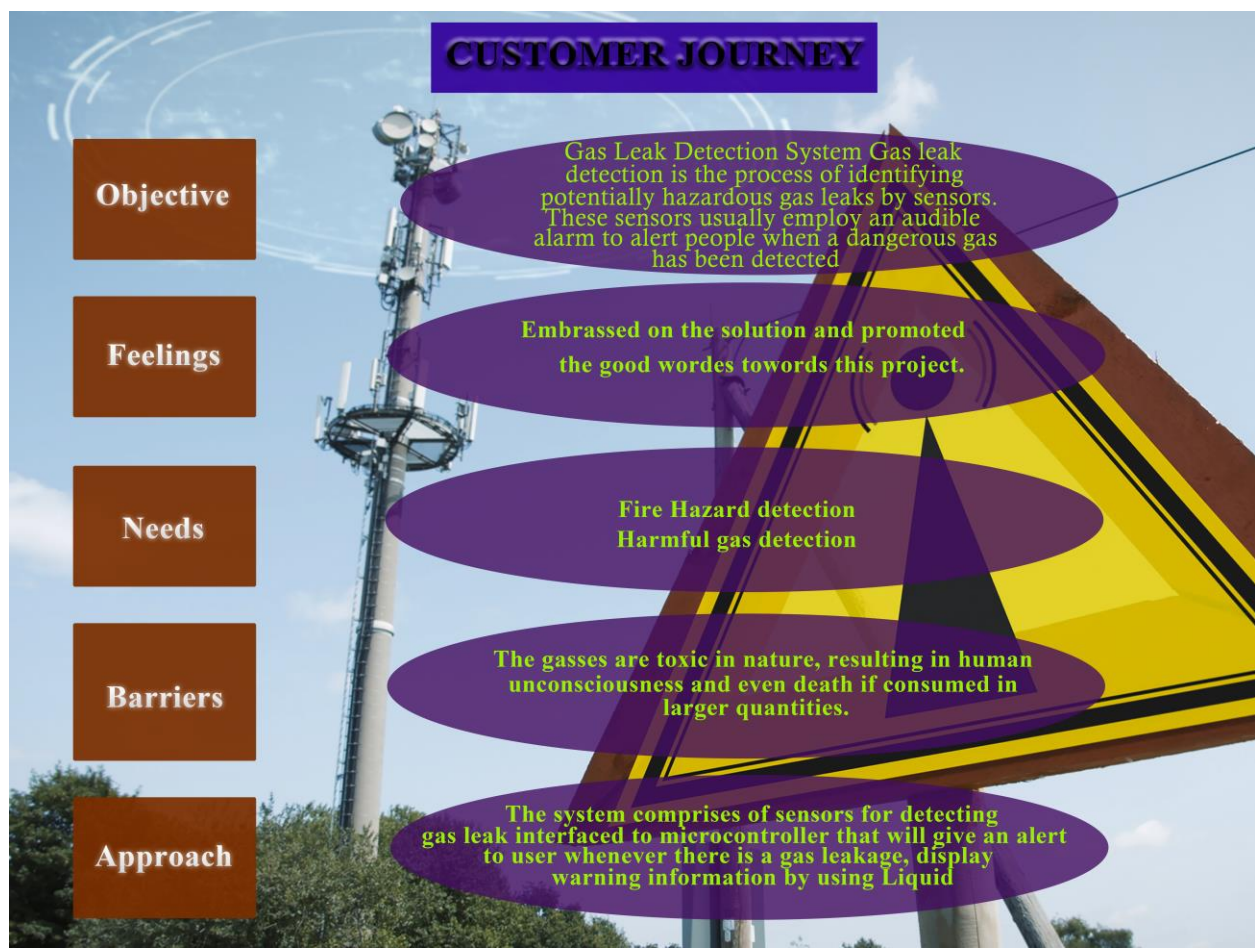 CUSTOMER JOURNEY
Objective
Gas Leak Detection System Gas leak
detection is the process of identifying
potentially hazardous gas leaks by sensors.
These sensors usually employ an audible
alarm to alert people when a dangerous gas
has been detected
Feelings
Embrassed on the solution and promoted
the good wordes towords this project.
Needs
Fire Hazard detection
Harmful gas detection
Barriers
The gasses are toxic in nature, resulting in human
unconsciousness and even death if consumed in
larger quantities.
Approach
The system comprises of sensors for detecting
gas leak interfaced to microcontroller that will give an alert
to user whenever there is a gas leakage, display
warning information by using Liquid